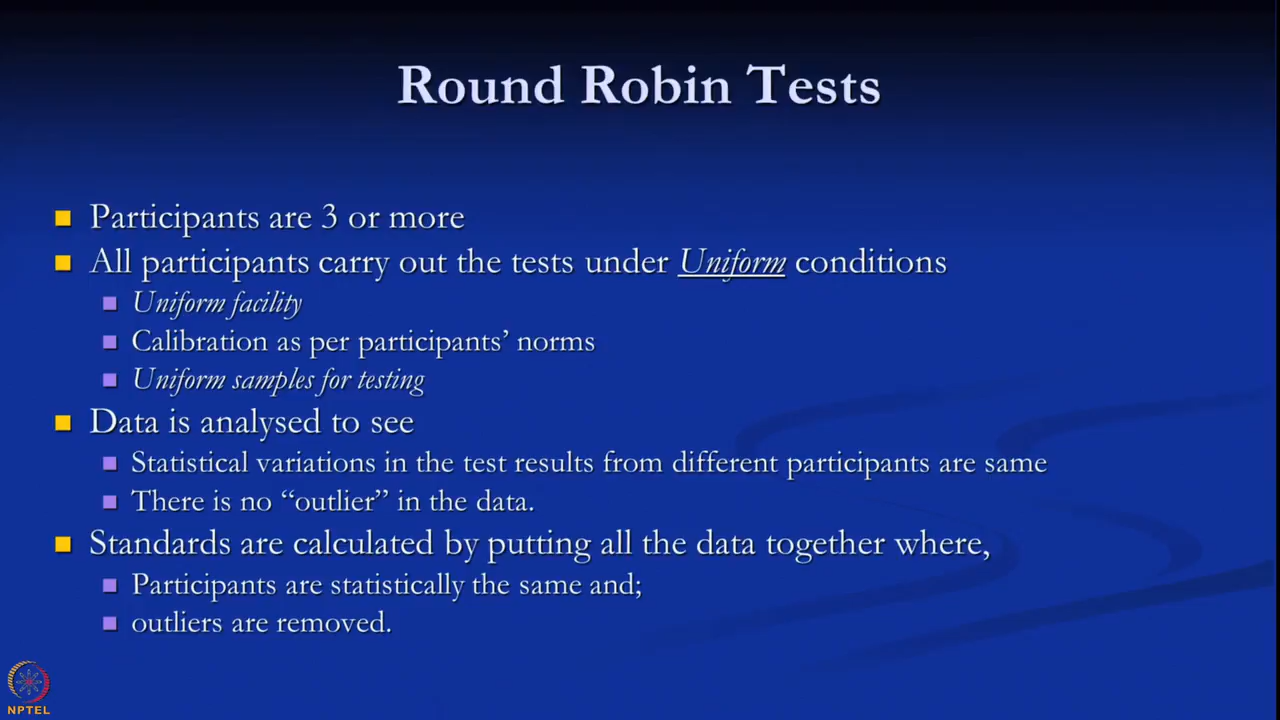 Round Robin Tests
Participants are 3 or more
All participants carry out the tests under Uniform conditions
Uniform facility
Calibration as per participants’ norms
Uniform samples for testing
Data is analysed to see
Statistical variations in the test results from different participants are same
There is no “outlier” in the data.
Standards are calculated by putting all the data together where,
Participants are statistically the same and;
outliers are removed.
NPTEL